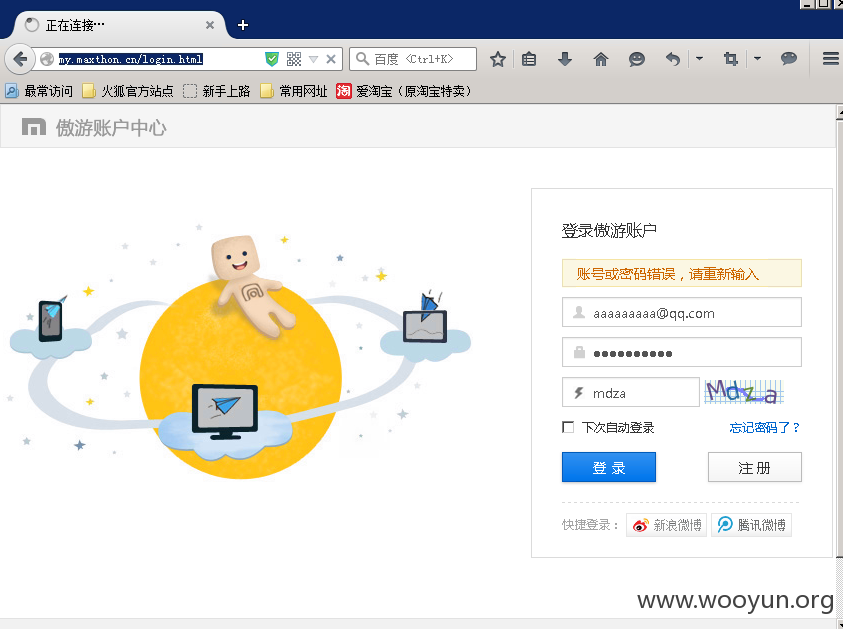 正在连接…
my.maxthon.cn/login.html
百度 <Ctrl+K>
最常访问 火狐官方站点 新手上路 常用网址 淘 爱淘宝（原淘宝特卖）
傲游账户中心
登录傲游账户
账号或密码错误，请重新输入
aaaaaaaaa@qq.com
mdza
Mdza
下次自动登录 忘记密码了？
登 录 注 册
快捷登录： 新浪微博 腾讯微博
www.wooyun.org